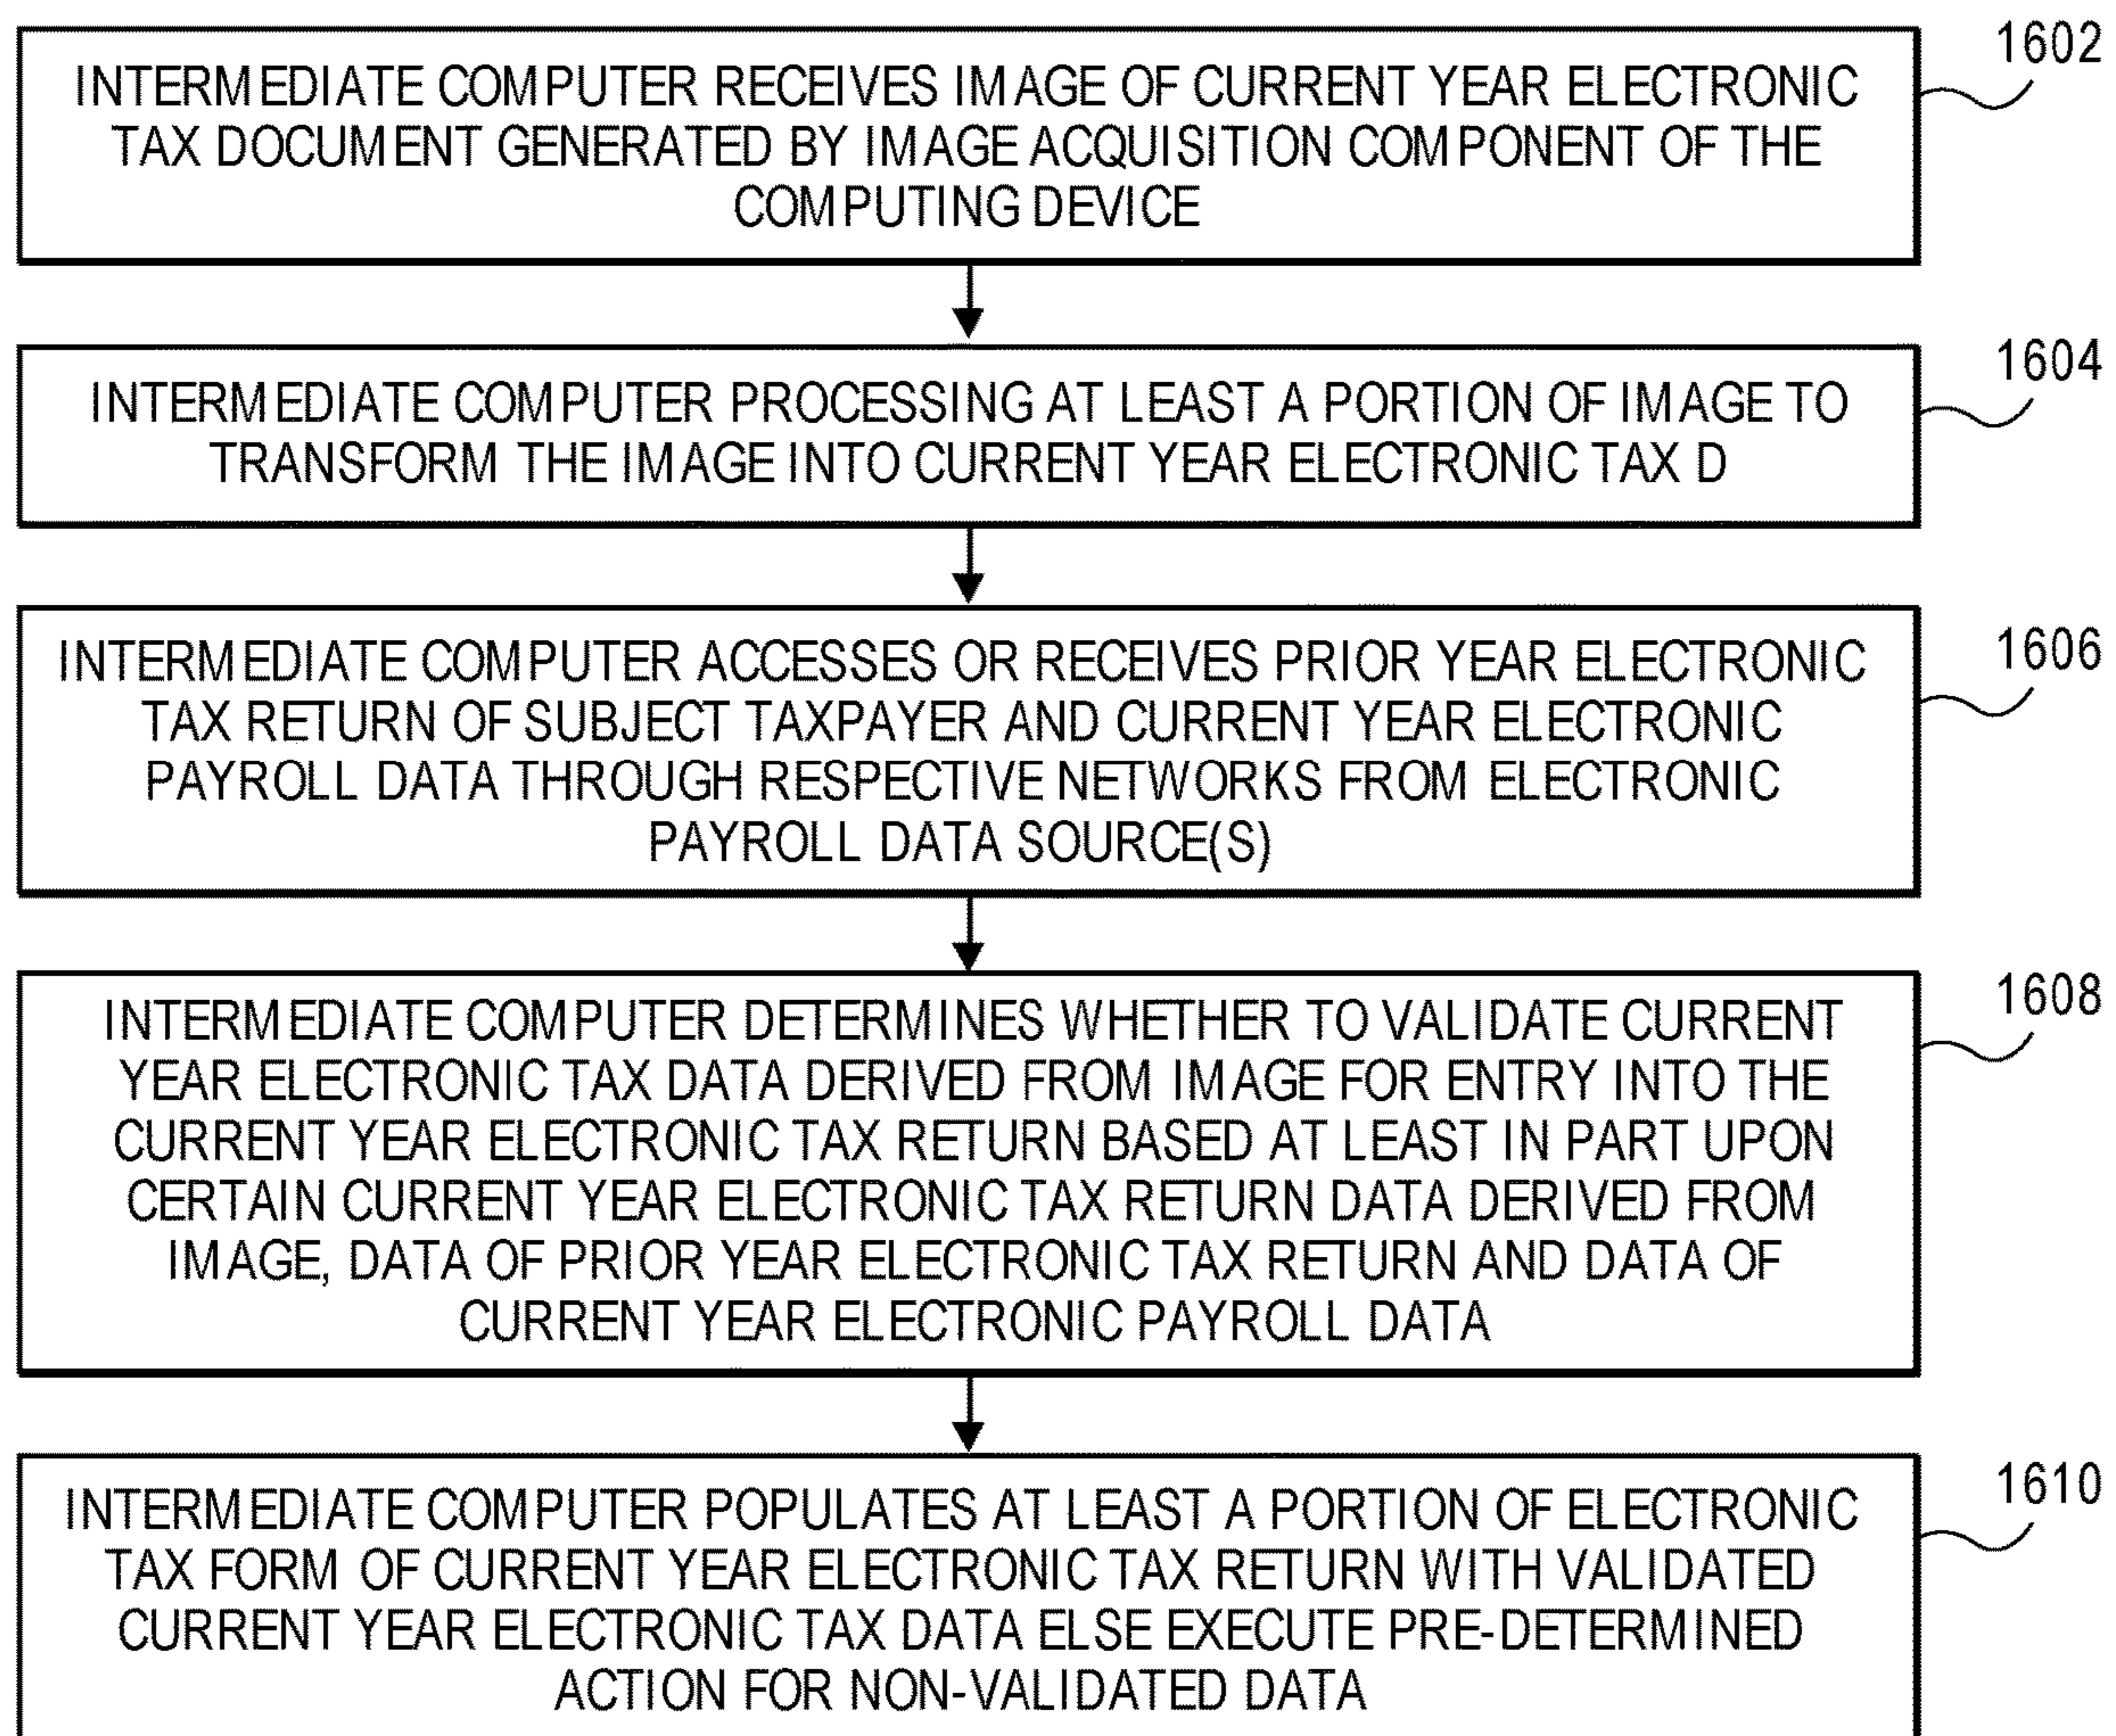 1602
INTERMEDIATE COMPUTER RECEIVES IMAGE OF CURRENT YEAR ELECTRONIC
TAX DOCUMENT GENERATED BY IMAGE ACQUISITION COMPONENT OF THE
COMPUTING DEVICE
1604
INTERMEDIATE COMPUTER PROCESSING AT LEAST A PORTION OF IMAGE TO
TRANSFORM THE IMAGE INTO CURRENT YEAR ELECTRONIC TAX D
1606
INTERMEDIATE COMPUTER ACCESSES OR RECEIVES PRIOR YEAR ELECTRONIC
TAX RETURN OF SUBJECT TAXPAYER AND CURRENT YEAR ELECTRONIC
PAYROLL DATA THROUGH RESPECTIVE NETWORKS FROM ELECTRONIC
PAYROLL DATA SOURCE(S)
1608
INTERMEDIATE COMPUTER DETERMINES WHETHER TO VALIDATE CURRENT
YEAR ELECTRONIC TAX DATA DERIVED FROM IMAGE FOR ENTRY INTO THE
CURRENT YEAR ELECTRONIC TAX RETURN BASED AT LEAST IN PART UPON
CERTAIN CURRENT YEAR ELECTRONIC TAX RETURN DATA DERIVED FROM
IMAGE, DATA OF PRIOR YEAR ELECTRONIC TAX RETURN AND DATA OF
CURRENT YEAR ELECTRONIC PAYROLL DATA
1610
INTERMEDIATE COMPUTER POPULATES AT LEAST A PORTION OF ELECTRONIC
TAX FORM OF CURRENT YEAR ELECTRONIC TAX RETURN WITH VALIDATED
CURRENT YEAR ELECTRONIC TAX DATA ELSE EXECUTE PRE-DETERMINED
ACTION FOR NON-VALIDATED DATA